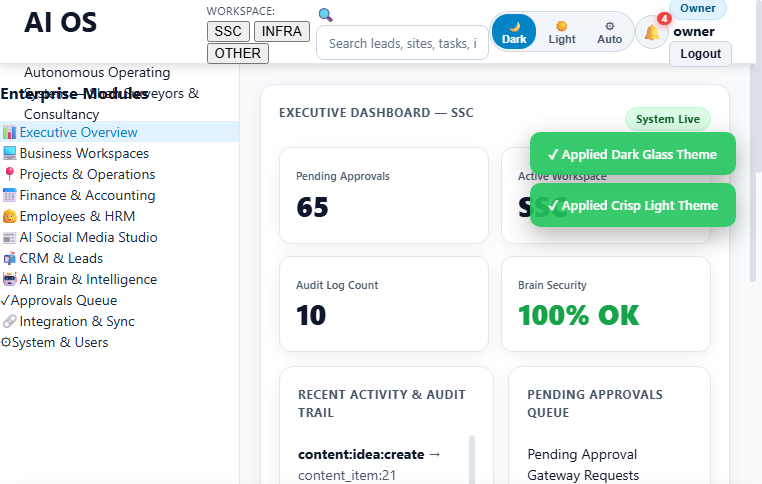 AI OS
WORKSPACE:
SSC
INFRA
OTHER
Search leads, sites, tasks, i
Dark
Light
Auto
4
Owner
owner
Logout
Autonomous Operating
Enterprise Modules
Surveyors &
Consultancy
Executive Overview
Business Workspaces
Projects & Operations
Finance & Accounting
Employees & HRM
AI Social Media Studio
CRM & Leads
AI Brain & Intelligence
✓Approvals Queue
Integration & Sync
System & Users
EXECUTIVE DASHBOARD — SSC
System Live
✓ Applied Dark Glass Theme
✓ Applied Crisp Light Theme
Pending Approvals
65
Active Workspace
SSC
Audit Log Count
10
Brain Security
100% OK
RECENT ACTIVITY & AUDIT
TRAIL
content:idea:create →
content_item:21
PENDING APPROVALS
QUEUE
Pending Approval
Gateway Requests